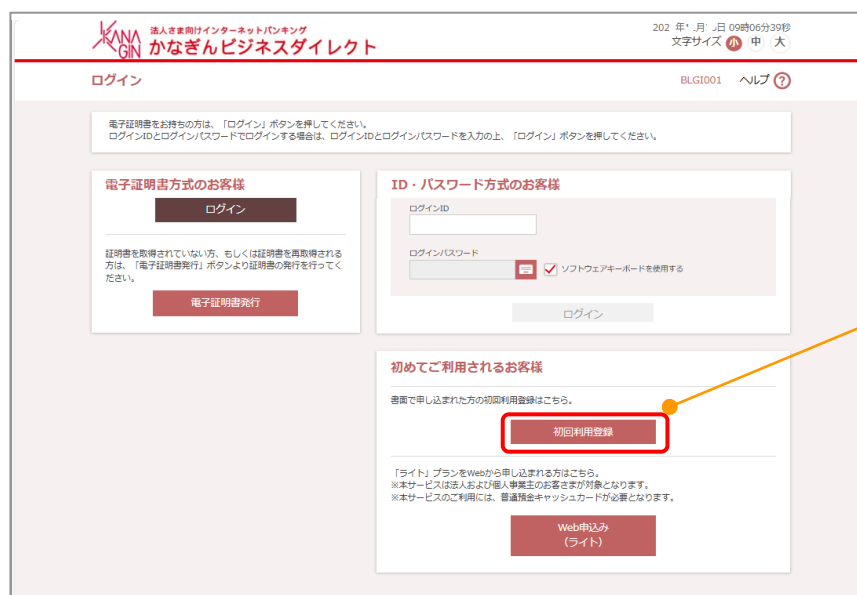 KANAGIN
法人さま向けインターネットバンキング
かなぎんビジネスダイレクト
09時06分39秒
文字サイズ 小 中 大
ログイン
BLGI001 ヘルプ ?
電子証明書をお持ちの方は、「ログイン」ボタンを押してください。
ログインIDとログインパスワードでログインする場合は、ログインIDとログインパスワードを入力の上、「ログイン」ボタンを押してください。
電子証明書方式のお客様
ログイン
証明書を取得されていない方、もしくは証明書を再取得される
方は、「電子証明書発行」ボタンより証明書の発行を行ってく
ださい。
電子証明書発行
ID・パスワード方式のお客様
ログインID
ログインパスワード
ソフトウェアキーボードを使用する
ログイン
初めてご利用されるお客様
書面で申し込まれた方の初回利用登録はこちら。
初回利用登録
「ライト」プランをWebから申し込まれる方はこちら。
※本サービスは法人および個人事業主のお客さまが対象となります。
※本サービスのご利用には、普通預金キャッシュカードが必要となります。
Web申込み
(ライト)